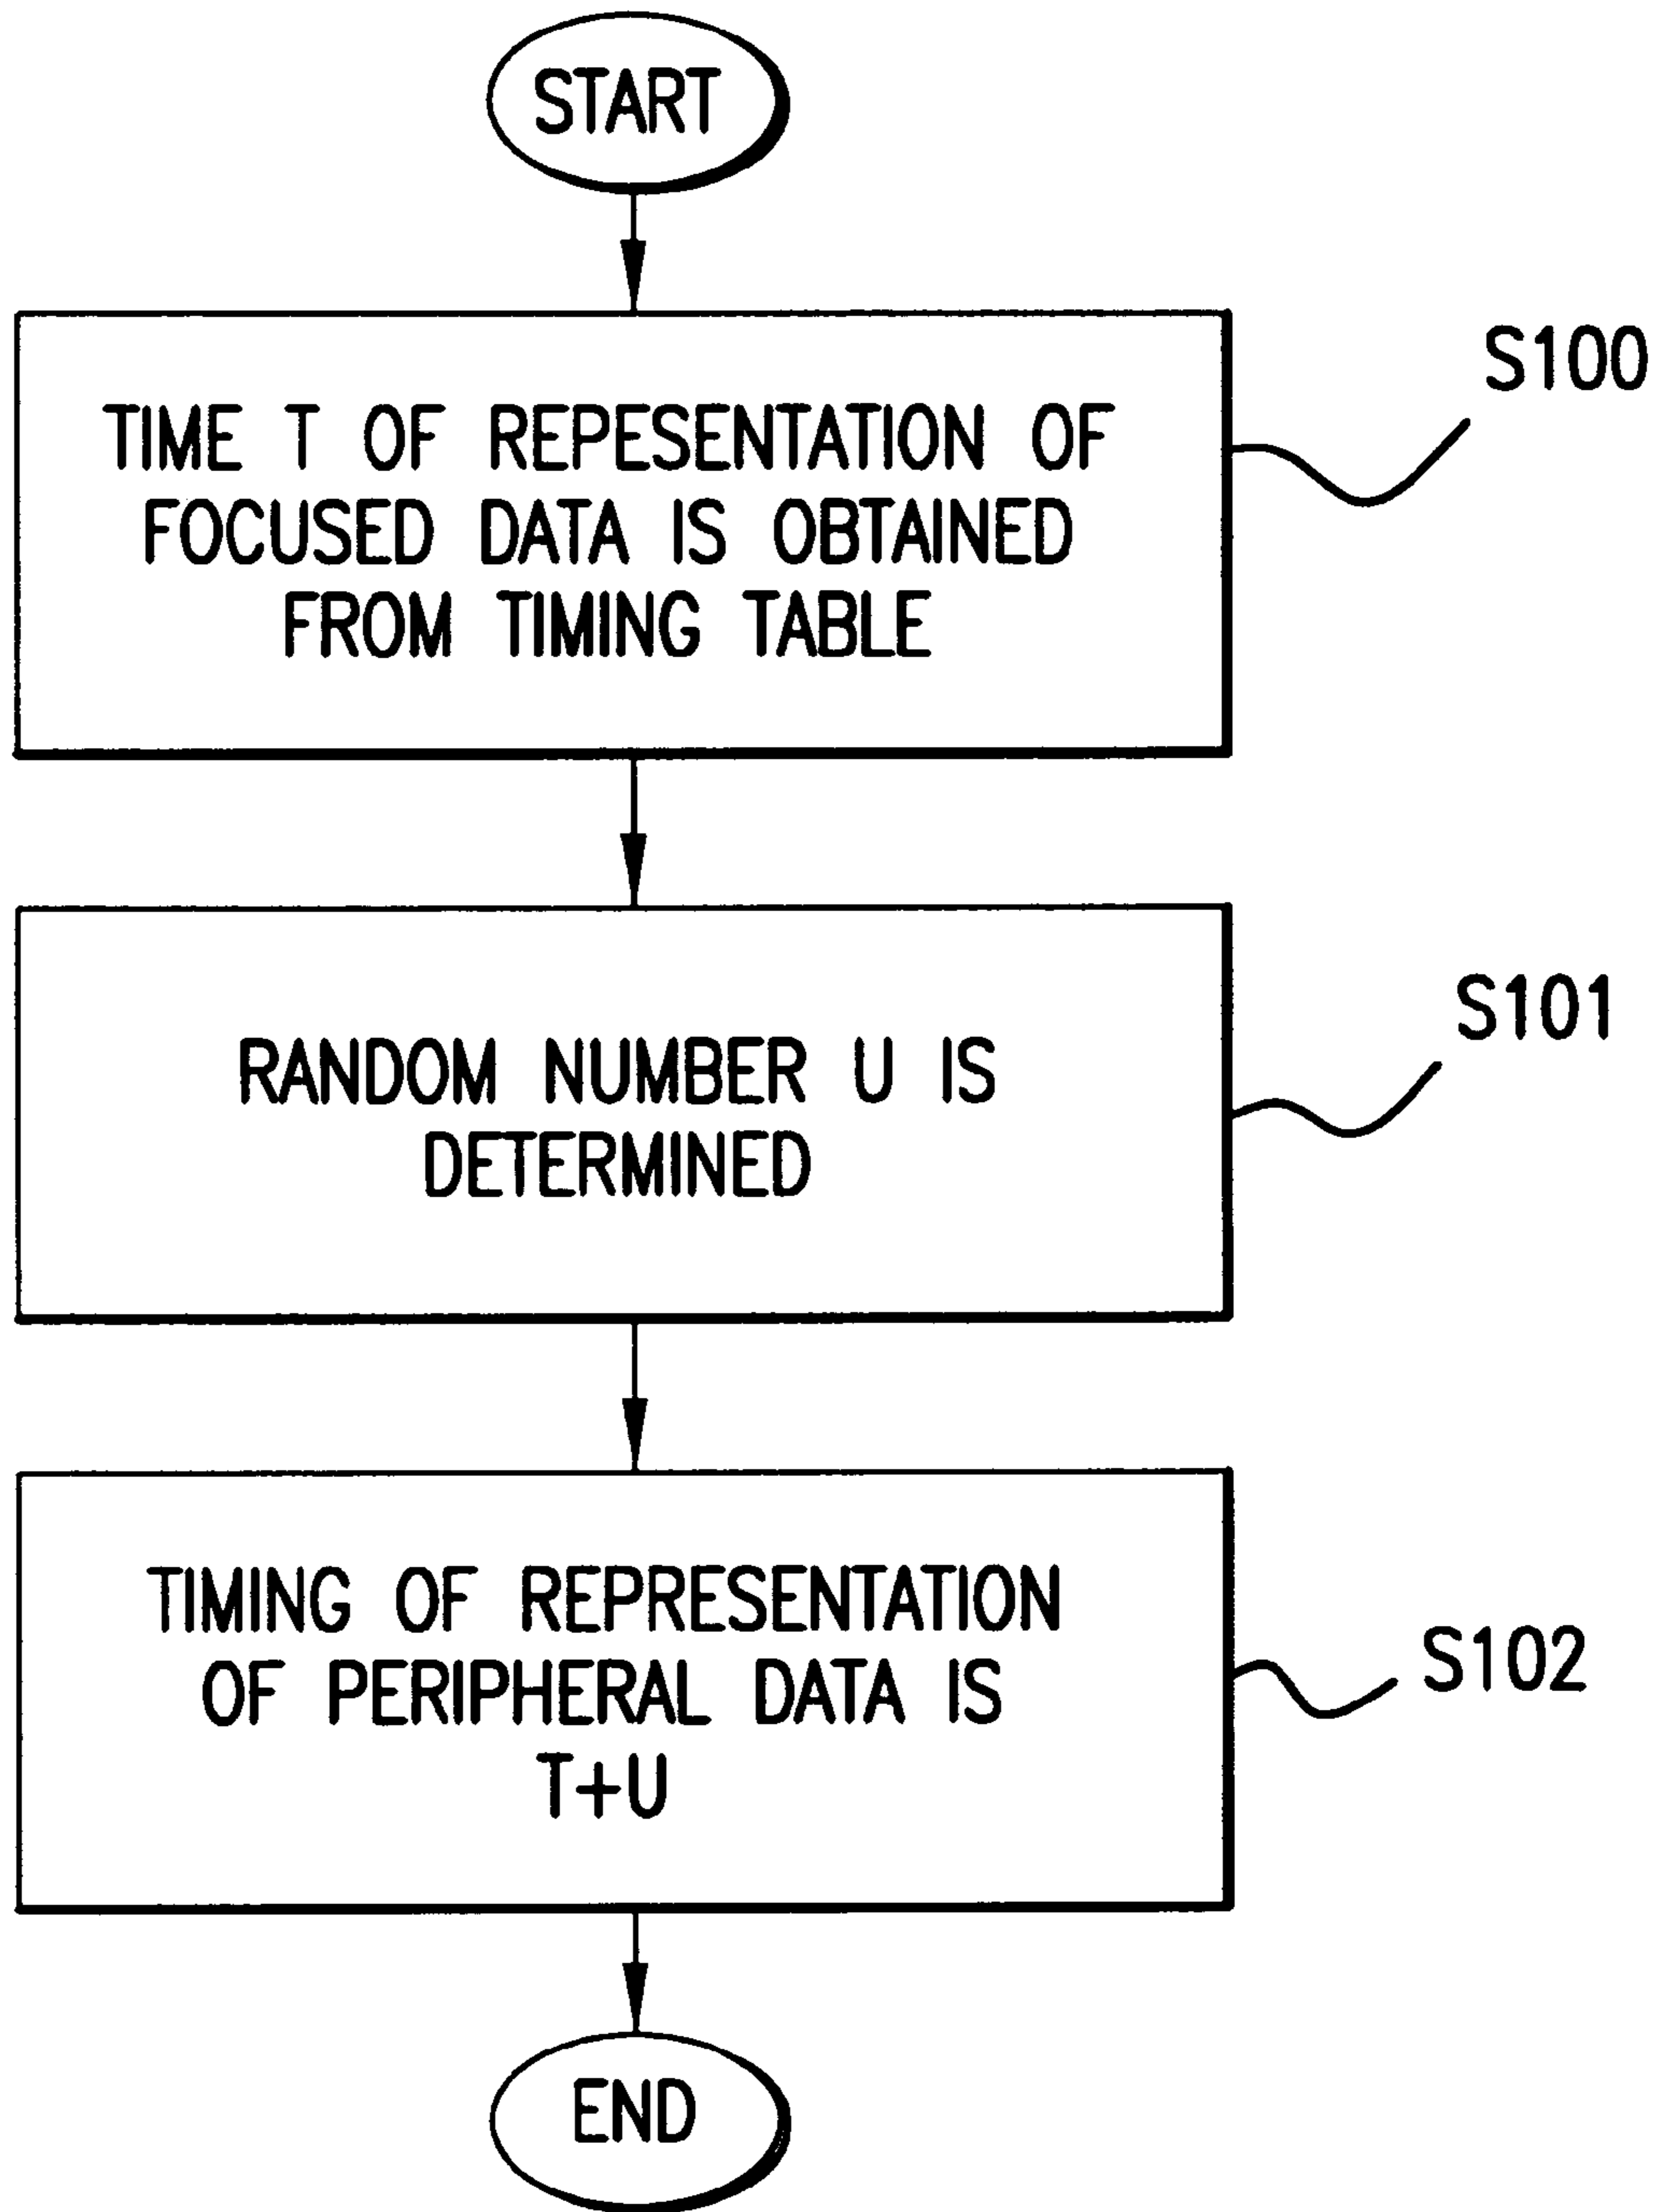 START
S100
TIME T OF REPESENTATION OF
FOCUSED DATA IS OBTAINED
FROM TIMING TABLE
S101
RANDOM NUMBER U IS
DETERMINED
TIMING OF REPRESENTATION
OF PERIPHERAL DATA IS
T+U
S102
END